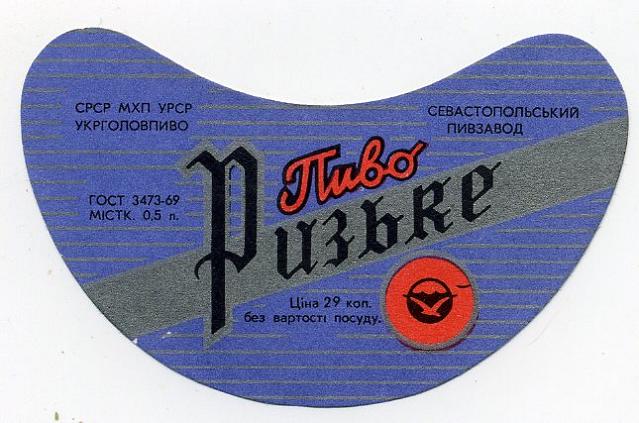 СРСР МХП УРСР
УКРГОЛОВПИВО
СЕВАСТОПОЛЬСЬКИЙ
ПИВЗАВОД
ГОСТ 3473-69
МІСТК. 0,5 л.
Пиво
Ризьке
Ціна 29 коп.
без вартості посуду.